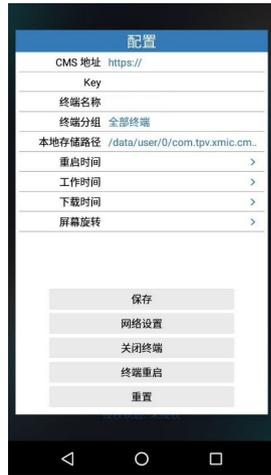 配置
CMS 地址 https://
Key
终端名称
终端分组 全部终端
本地存储路径 /data/user/0/com.tpv.xmic.cm..
重启时间
工作时间
下载时间
屏幕旋转
保存
网络设置
关闭终端
终端重启
重置